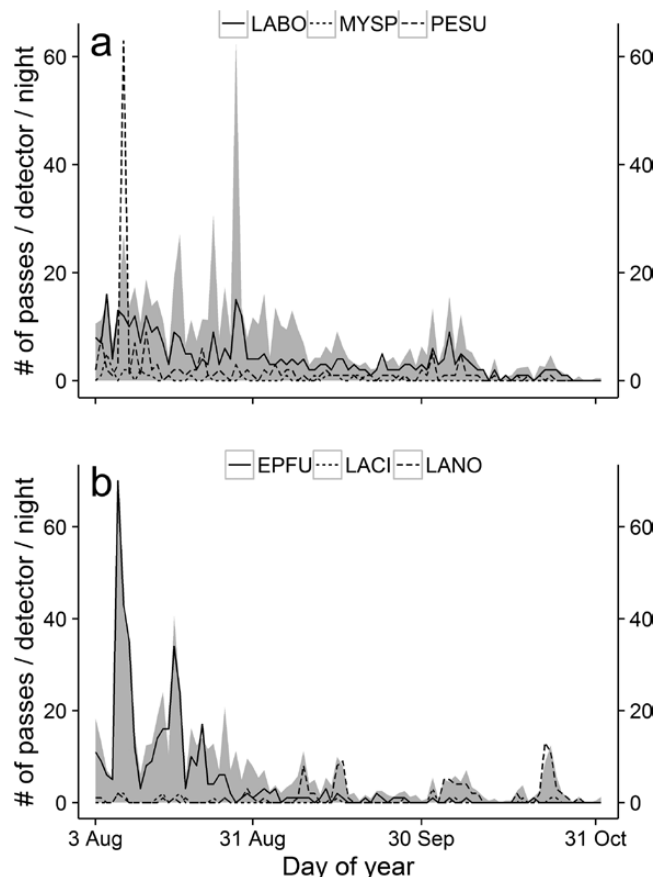 a
LABO MYSP PESU
# of passes / detector / night
60 60
40 40
20 20
0 0
b
EPFU LACI LANO
# of passes / detector / night
60 60
40 40
20 20
0 0
3 Aug 31 Aug 30 Sep 31 Oct
Day of year